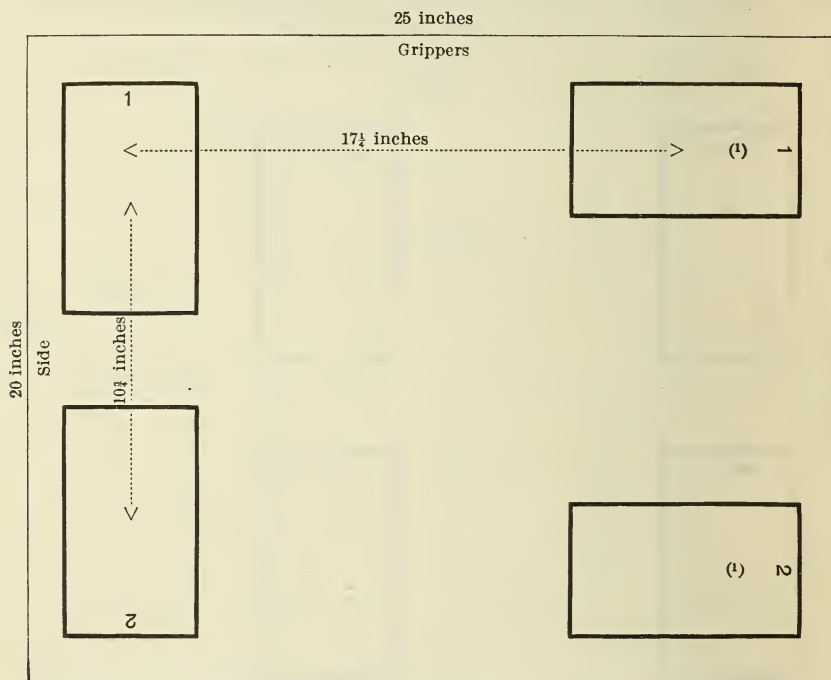 25 inches
Grippers
1
17¼ inches
(1)
1
20 inches
Side
10¾ inches
2
(1)
2